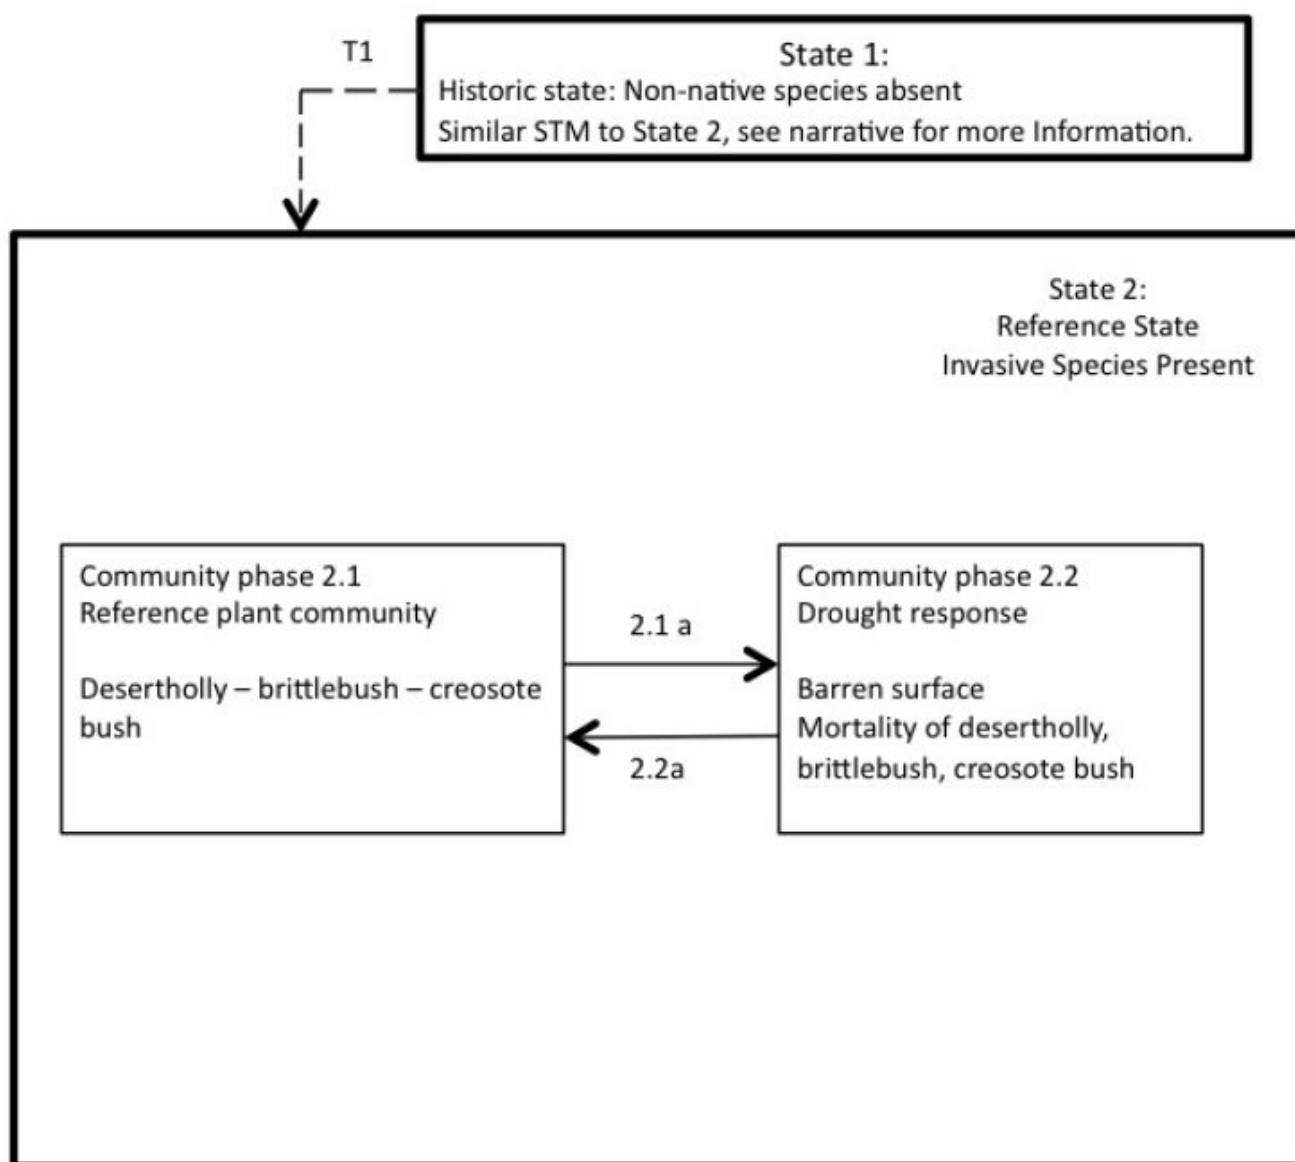 T1
State 1:
Historic state: Non-native species absent
Similar STM to State 2, see narrative for more Information.
State 2:
Reference State
Invasive Species Present
Community phase 2.1
Reference plant community
Desertholly – brittlebush – creosote
bush
2.1 a
2.2a
Community phase 2.2
Drought response
Barren surface
Mortality of desertholly,
brittlebush, creosote bush